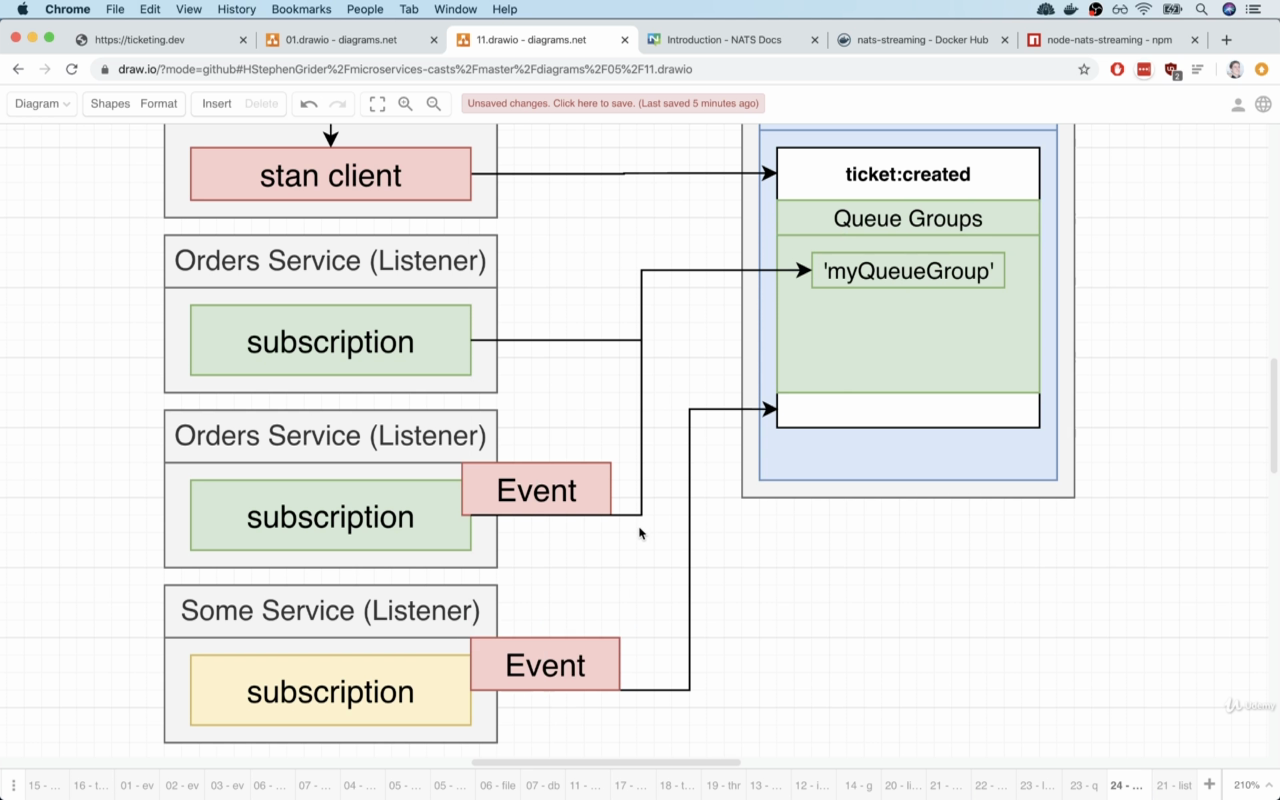 Chrome File Edit View History Bookmarks People Tab Window Help
https://ticketing.dev 01.drawio - diagrams.net 11.drawio - diagrams.net Introduction - NATS Docs nats-streaming - Docker Hub node-nats-streaming - npm
draw.io/?mode=github#HStephenGrider%2Fmicroservices-casts%2Fmaster%2Fdiagrams%2F05%2F11.drawio
Diagram Shapes Format Insert Delete Unsaved changes. Click here to save. (Last saved 5 minutes ago)
stan client
ticket:created
Queue Groups
Orders Service (Listener)
'myQueueGroup'
subscription
Orders Service (Listener)
Event
subscription
Some Service (Listener)
Event
subscription
Udemy
15 - ... 16 - t... 01 - ev 02 - ev 03 - ev 06 - ... 07 - ... 04 - ... 05 - ... 05 - ... 06 - file 07 - db 11 - ... 17 - ... 18 - t... 19 - thr 13 - ... 12 - i... 14 - g 20 - li... 21 - ... 22 - ... 23 - l... 23 - q 24 - ... 21 - list 210%